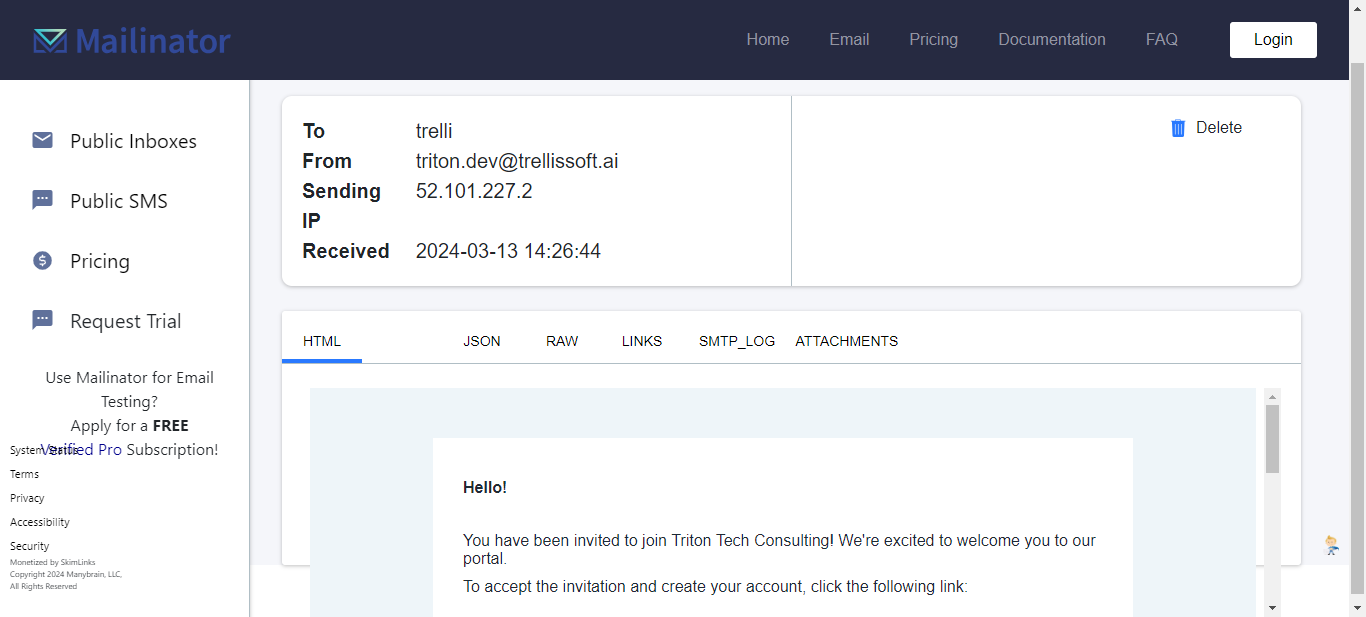 Mailinator
Home Email Pricing Documentation FAQ Login
Public Inboxes
Public SMS
Pricing
Request Trial
Use Mailinator for Email
Testing?
Apply for a FREE
Verified Pro Subscription!
System Status
Terms
Privacy
Accessibility
Security
Monetized by SkimLinks
Copyright 2024 Manybrain, LLC,
All Rights Reserved
To trelli
From triton.dev@trellissoft.ai
Sending 52.101.227.2
IP
Received 2024-03-13 14:26:44
Delete
HTML JSON RAW LINKS SMTP_LOG ATTACHMENTS
Hello!
You have been invited to join Triton Tech Consulting! We're excited to welcome you to our
portal.
To accept the invitation and create your account, click the following link: